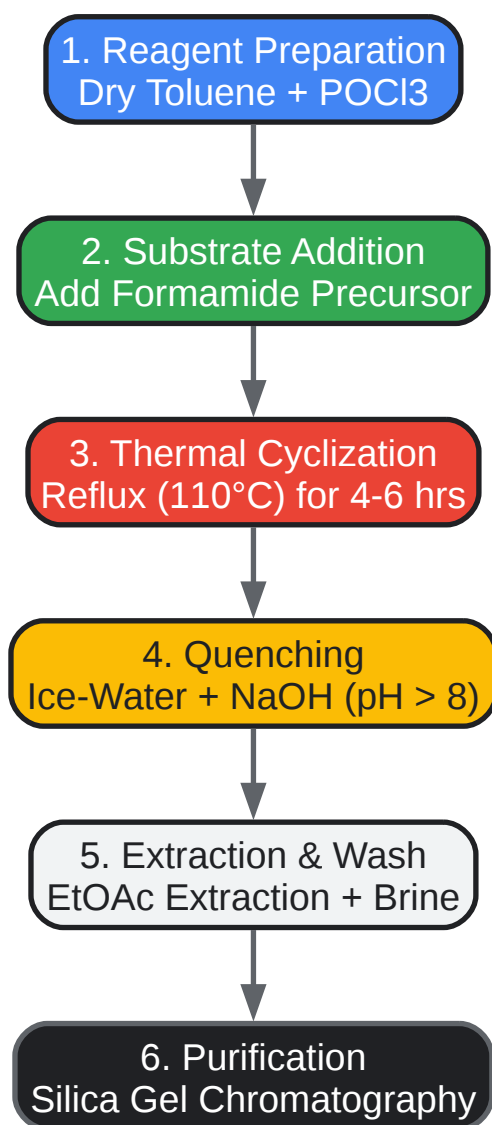 1. Reagent Preparation
Dry Toluene + POCl3
2. Substrate Addition
Add Formamide Precursor
3. Thermal Cyclization
Reflux (110°C) for 4-6 hrs
4. Quenching
Ice-Water + NaOH (pH > 8)
5. Extraction & Wash
EtOAc Extraction + Brine
6. Purification
Silica Gel Chromatography